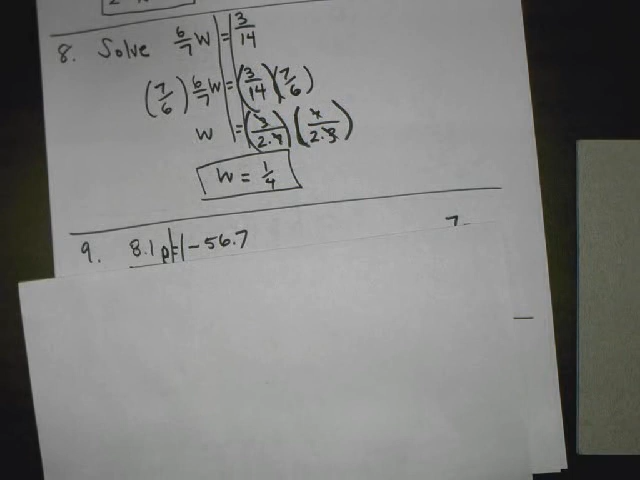 8. Solve 6/7 W = 3/14
(7/6) 6/7 W = (3/14)(7/6)
W = (3/2·7)(7/2·3)
W = 1/4
9. 8.1p = -56.7
7